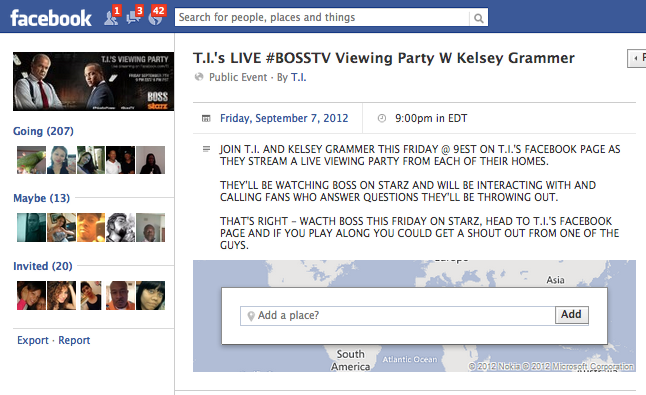 facebook
1
3
42
Search for people, places and things
T.I.'S VIEWING PARTY
BOSS
starz
T.I.'s LIVE #BOSSTV Viewing Party W Kelsey Grammer
Public Event · By T.I.
Friday, September 7, 2012
9:00pm in EDT
JOIN T.I. AND KELSEY GRAMMER THIS FRIDAY @ 9EST ON T.I.'S FACEBOOK PAGE AS
THEY STREAM A LIVE VIEWING PARTY FROM EACH OF THEIR HOMES.
THEY'LL BE WATCHING BOSS ON STARZ AND WILL BE INTERACTING WITH AND
CALLING FANS WHO ANSWER QUESTIONS THEY'LL BE THROWING OUT.
THAT'S RIGHT – WACTH BOSS THIS FRIDAY ON STARZ, HEAD TO T.I.'S FACEBOOK
PAGE AND IF YOU PLAY ALONG YOU COULD GET A SHOUT OUT FROM ONE OF THE
GUYS.
Going (207)
Maybe (13)
Invited (20)
Export · Report
Europe
Asia
Add a place?
Add
South
America
Atlantic Ocean
Australia
© 2012 Nokia © 2012 Microsoft Corporation